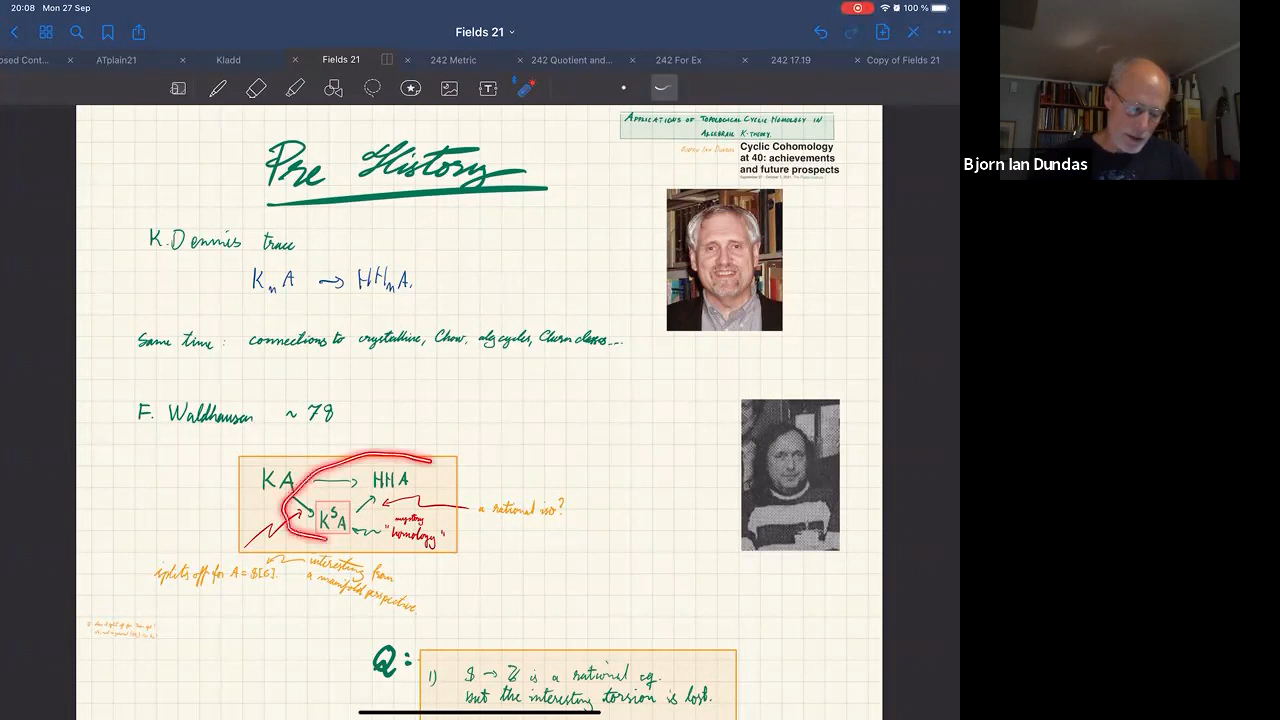 20:08 Mon 27 Sep
100 %
Fields 21
osed Cont...
ATplain21
Kladd
Fields 21
242 Metric
242 Quotient and...
242 For Ex
242 17.19
Copy of Fields 21
APPLICATIONS OF TOPOLOGICAL CYCLIC HOMOLOGY IN
ALGEBRAIC K-THEORY.
BJORN IAN DUNDAS
Cyclic Cohomology
at 40: achievements
and future prospects
Bjorn Ian Dundas
Pre History
K. Dennis trace
KₙA → HHₙA.
Same time: connections to crystalline, Chow, alg cycles, Chern classes...
F. Waldhausen ~ 78
KA → HHA
KˢA
mystery
"homology"
a rational iso?
splits off for A = 𝕊[G].
interesting from
a manifold perspective.
Q:
1) 𝕊 → ℤ is a rational eq.
but the interesting torsion is lost.